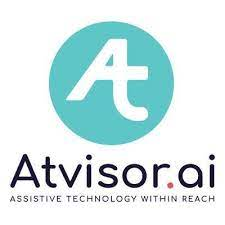 At
Atvisor.ai
ASSISTIVE TECHNOLOGY WITHIN REACH